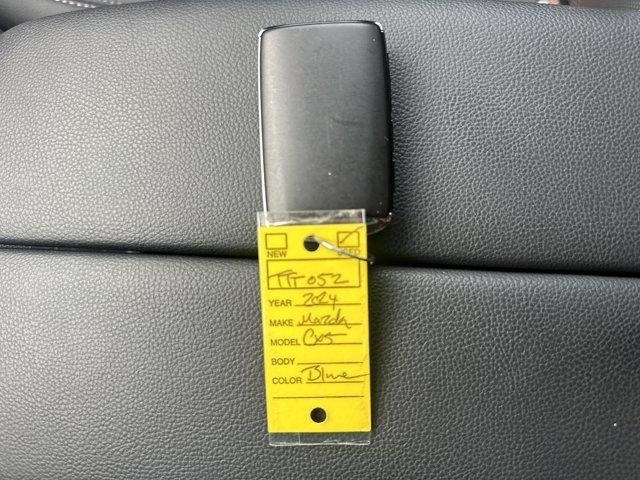 NEW USED
TT052
YEAR 2024
MAKE Mazda
MODEL CX5
BODY
COLOR Blue